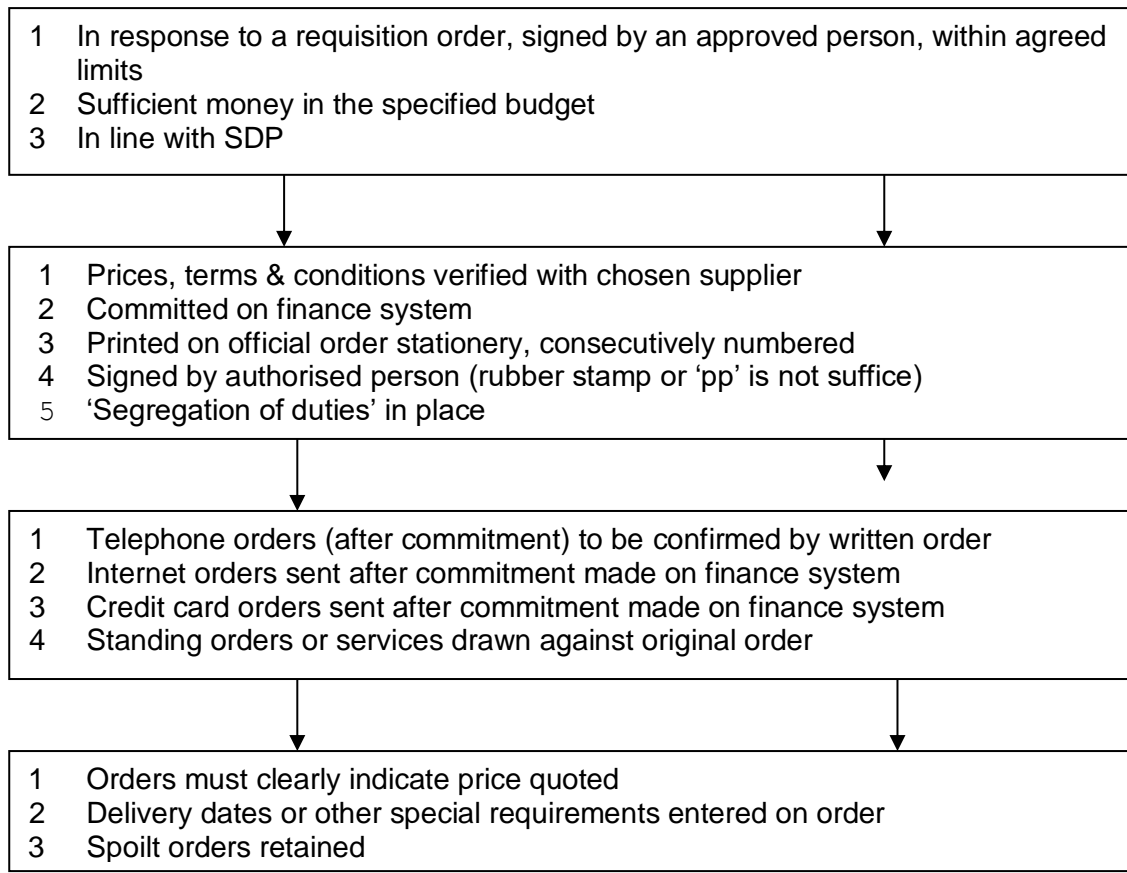 1 In response to a requisition order, signed by an approved person, within agreed
limits
2 Sufficient money in the specified budget
3 In line with SDP
1 Prices, terms & conditions verified with chosen supplier
2 Committed on finance system
3 Printed on official order stationery, consecutively numbered
4 Signed by authorised person (rubber stamp or ‘pp’ is not suffice)
5 ‘Segregation of duties’ in place
1 Telephone orders (after commitment) to be confirmed by written order
2 Internet orders sent after commitment made on finance system
3 Credit card orders sent after commitment made on finance system
4 Standing orders or services drawn against original order
1 Orders must clearly indicate price quoted
2 Delivery dates or other special requirements entered on order
3 Spoilt orders retained